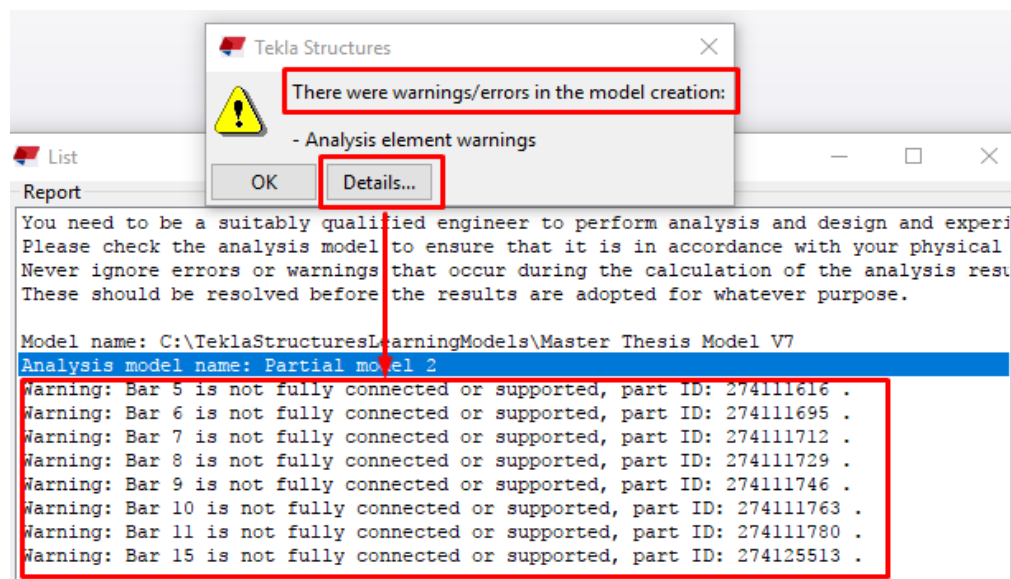 Tekla Structures
There were warnings/errors in the model creation:
- Analysis element warnings
OK
Details...
List
Report
You need to be a suitably qualified engineer to perform analysis and design and experi
Please check the analysis model to ensure that it is in accordance with your physical
Never ignore errors or warnings that occur during the calculation of the analysis resu
These should be resolved before the results are adopted for whatever purpose.
Model name: C:\TeklaStructuresLearningModels\Master Thesis Model V7
Analysis model name: Partial model 2
Warning: Bar 5 is not fully connected or supported, part ID: 274111616 .
Warning: Bar 6 is not fully connected or supported, part ID: 274111695 .
Warning: Bar 7 is not fully connected or supported, part ID: 274111712 .
Warning: Bar 8 is not fully connected or supported, part ID: 274111729 .
Warning: Bar 9 is not fully connected or supported, part ID: 274111746 .
Warning: Bar 10 is not fully connected or supported, part ID: 274111763 .
Warning: Bar 11 is not fully connected or supported, part ID: 274111780 .
Warning: Bar 15 is not fully connected or supported, part ID: 274125513 .